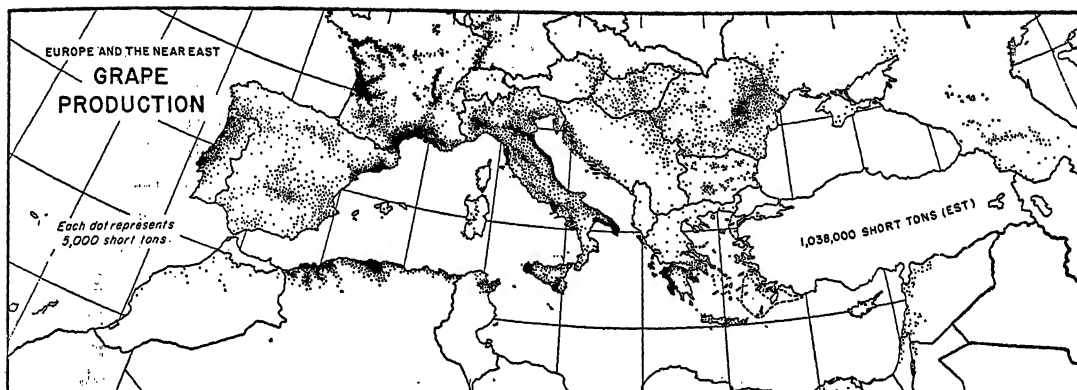 EUROPE AND THE NEAR EAST
GRAPE
PRODUCTION
Each dot represents
5,000 short tons.
1,038,000 SHORT TONS (EST)